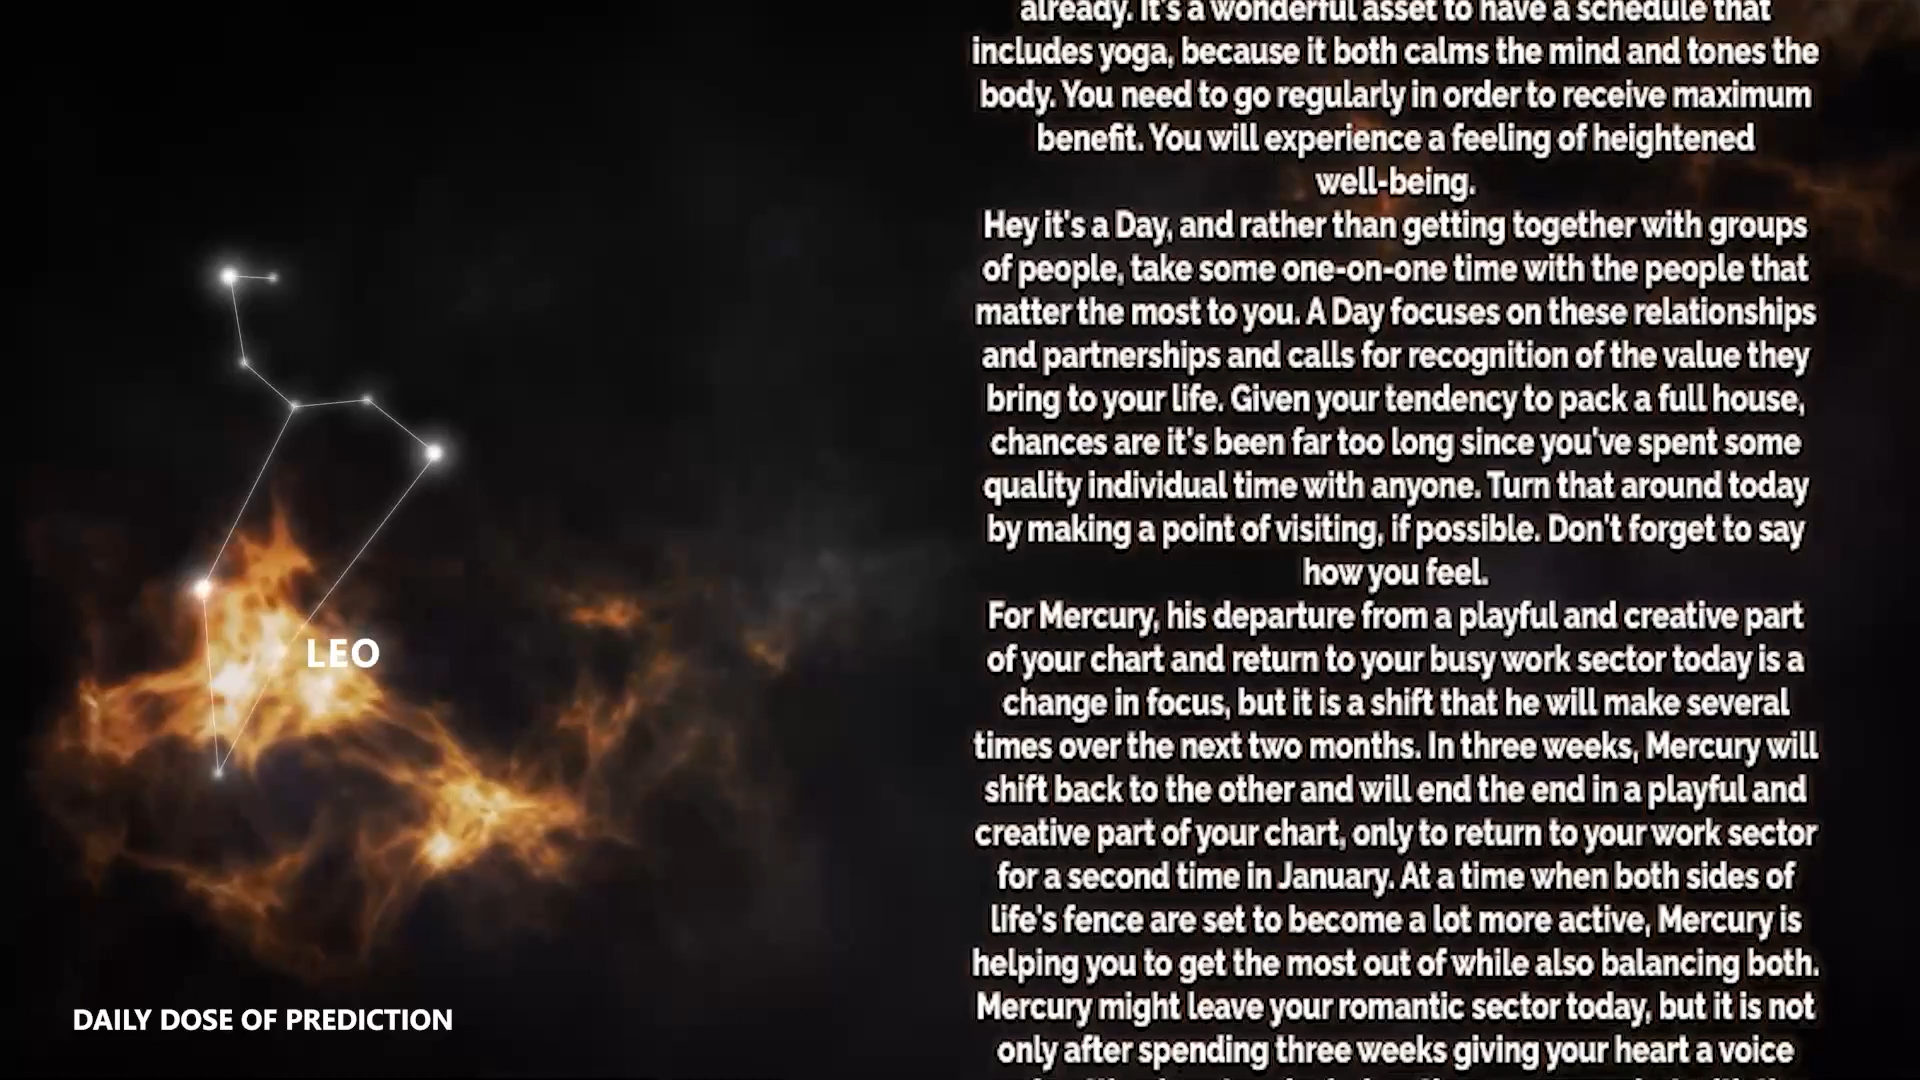 already. It's a wonderful asset to have a schedule that
includes yoga, because it both calms the mind and tones the
body. You need to go regularly in order to receive maximum
benefit. You will experience a feeling of heightened
well-being.
Hey it's a Day, and rather than getting together with groups
of people, take some one-on-one time with the people that
matter the most to you. A Day focuses on these relationships
and partnerships and calls for recognition of the value they
bring to your life. Given your tendency to pack a full house,
chances are it's been far too long since you've spent some
quality individual time with anyone. Turn that around today
by making a point of visiting, if possible. Don't forget to say
how you feel.
For Mercury, his departure from a playful and creative part
of your chart and return to your busy work sector today is a
change in focus, but it is a shift that he will make several
times over the next two months. In three weeks, Mercury will
shift back to the other and will end the end in a playful and
creative part of your chart, only to return to your work sector
for a second time in January. At a time when both sides of
life's fence are set to become a lot more active, Mercury is
helping you to get the most out of while also balancing both.
Mercury might leave your romantic sector today, but it is not
only after spending three weeks giving your heart a voice
LEO
DAILY DOSE OF PREDICTION